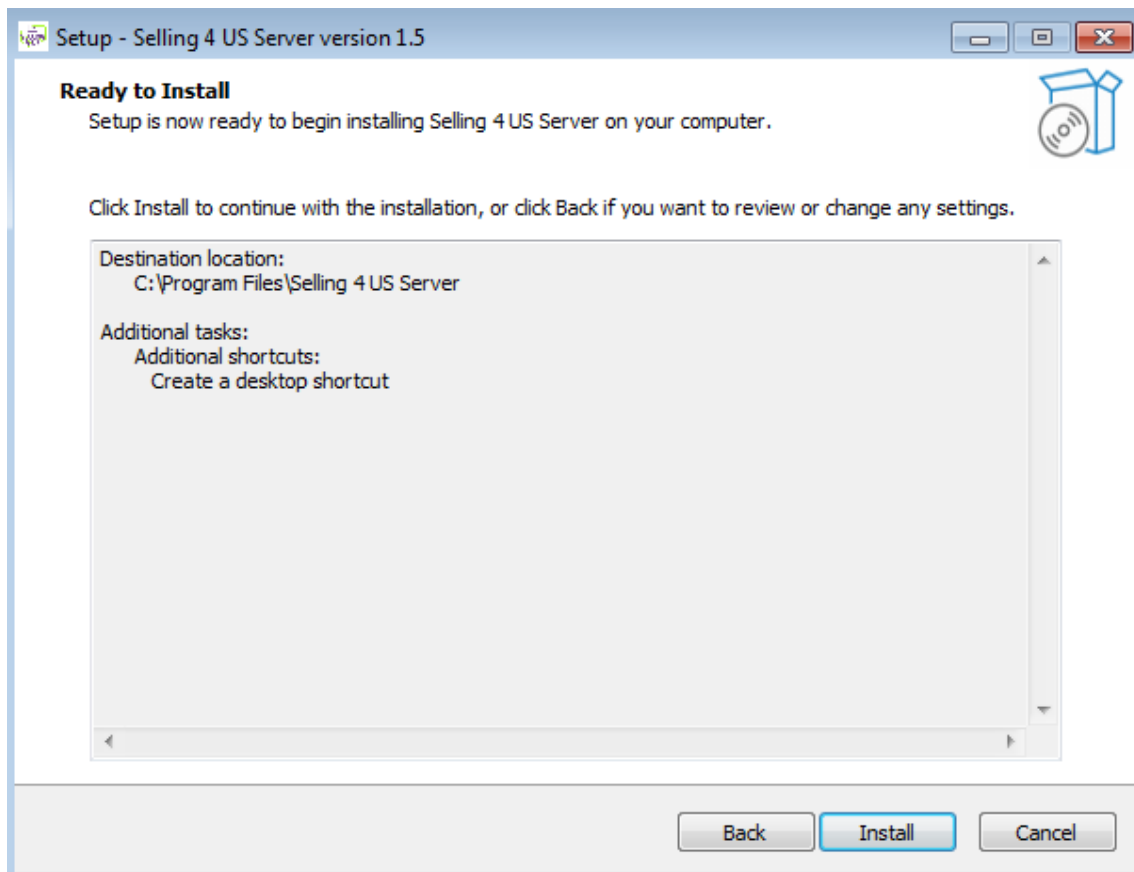 Setup - Selling 4 US Server version 1.5
Ready to Install
Setup is now ready to begin installing Selling 4 US Server on your computer.
Click Install to continue with the installation, or click Back if you want to review or change any settings.
Destination location:
C:\Program Files\Selling 4 US Server
Additional tasks:
Additional shortcuts:
Create a desktop shortcut
Back
Install
Cancel